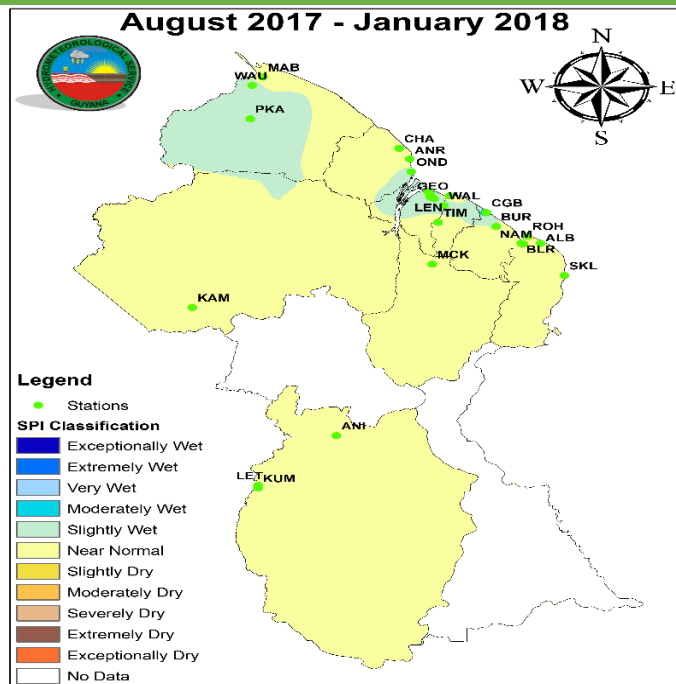 August 2017 - January 2018
HYDROMETEOROLOGICAL SERVICE
GUYANA
N
W E
S
MAB
WAU
PKA
CHA
ANR
OND
GEO
WAL
LEN
TIM
CGB
BUR
ROH
NAM
ALB
BLR
MCK
SKL
KAM
ANI
LET
KUM
Legend
Stations
SPI Classification
Exceptionally Wet
Extremely Wet
Very Wet
Moderately Wet
Slightly Wet
Near Normal
Slightly Dry
Moderately Dry
Severely Dry
Extremely Dry
Exceptionally Dry
No Data